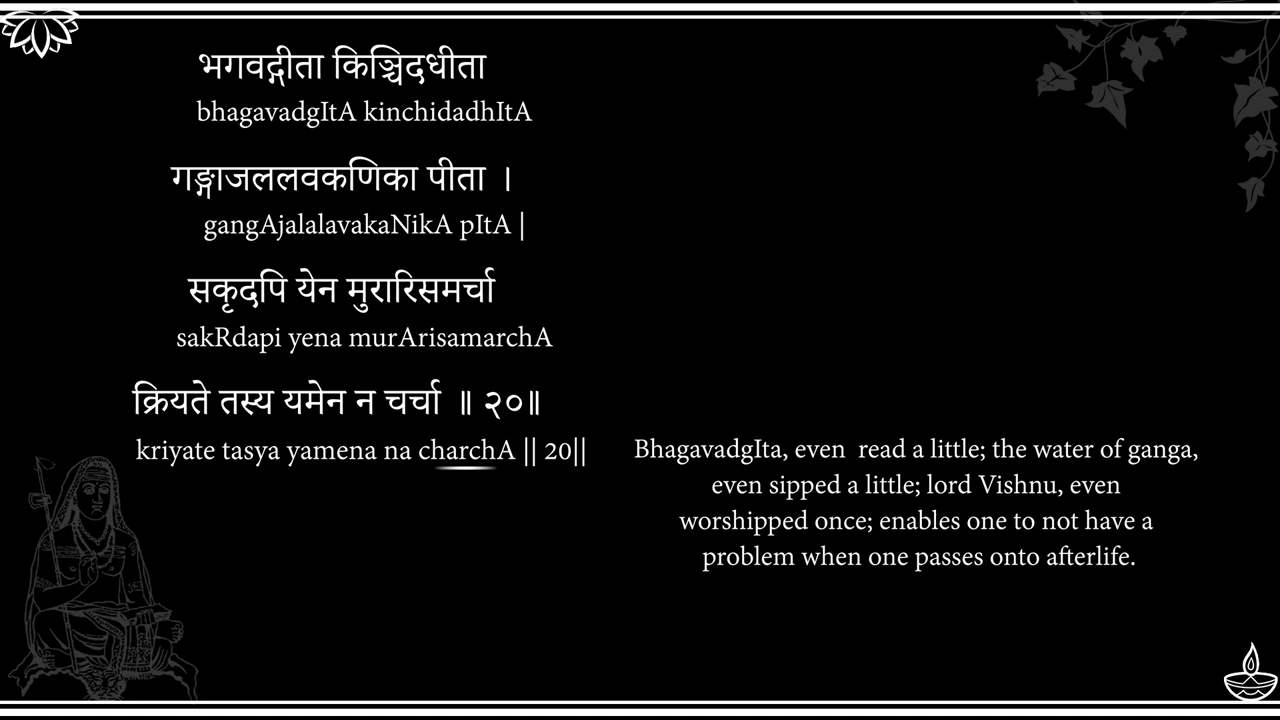 भगवद्गीता किञ्चिदधीता
bhagavadgItA kinchidadhItA
गङ्गाजललवकणिका पीता ।
gangAjalalavakaNikA pItA |
सकृदपि येन मुरारिसमर्चा
sakRdapi yena murArisamarchA
क्रियते तस्य यमेन न चर्चा ॥ २०॥
kriyate tasya yamena na charchA || 20||
BhagavadgIta, even read a little; the water of ganga,
even sipped a little; lord Vishnu, even
worshipped once; enables one to not have a
problem when one passes onto afterlife.